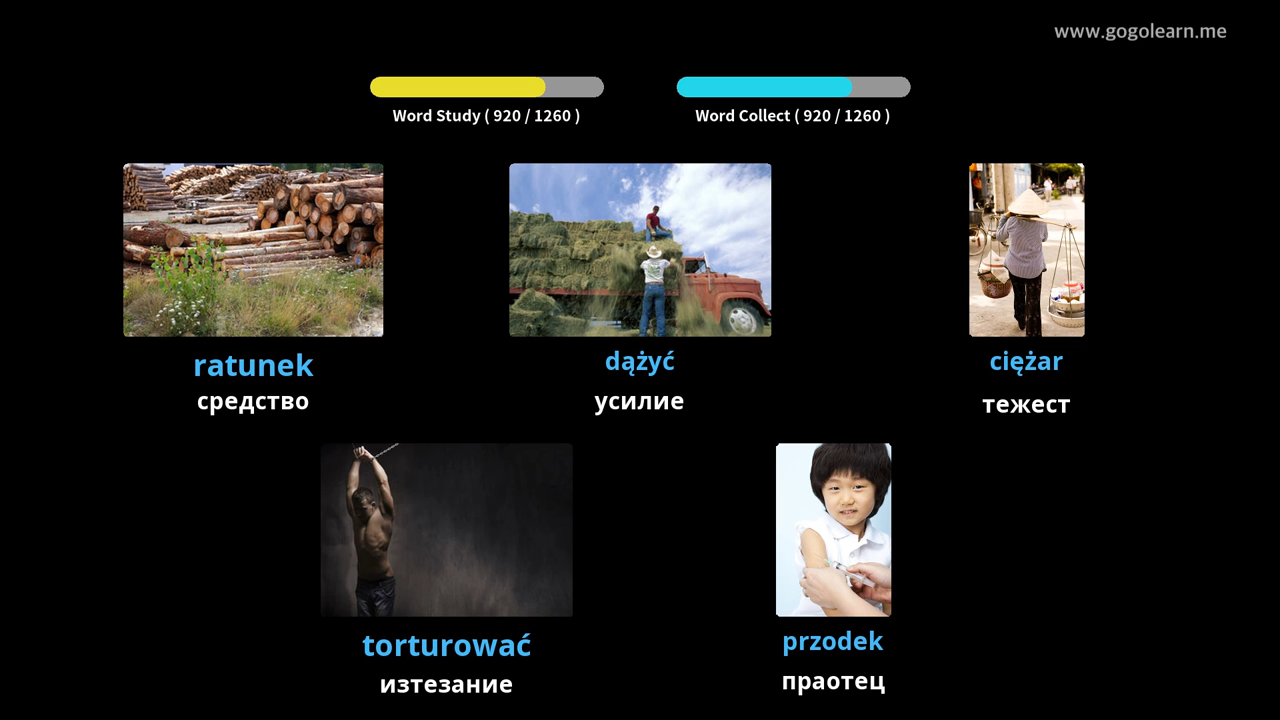 www.gogolearn.me
Word Study ( 920 / 1260 )
Word Collect ( 920 / 1260 )
ratunek
средство
dążyć
усилие
ciężar
тежест
torturować
изтезание
przodek
праотец